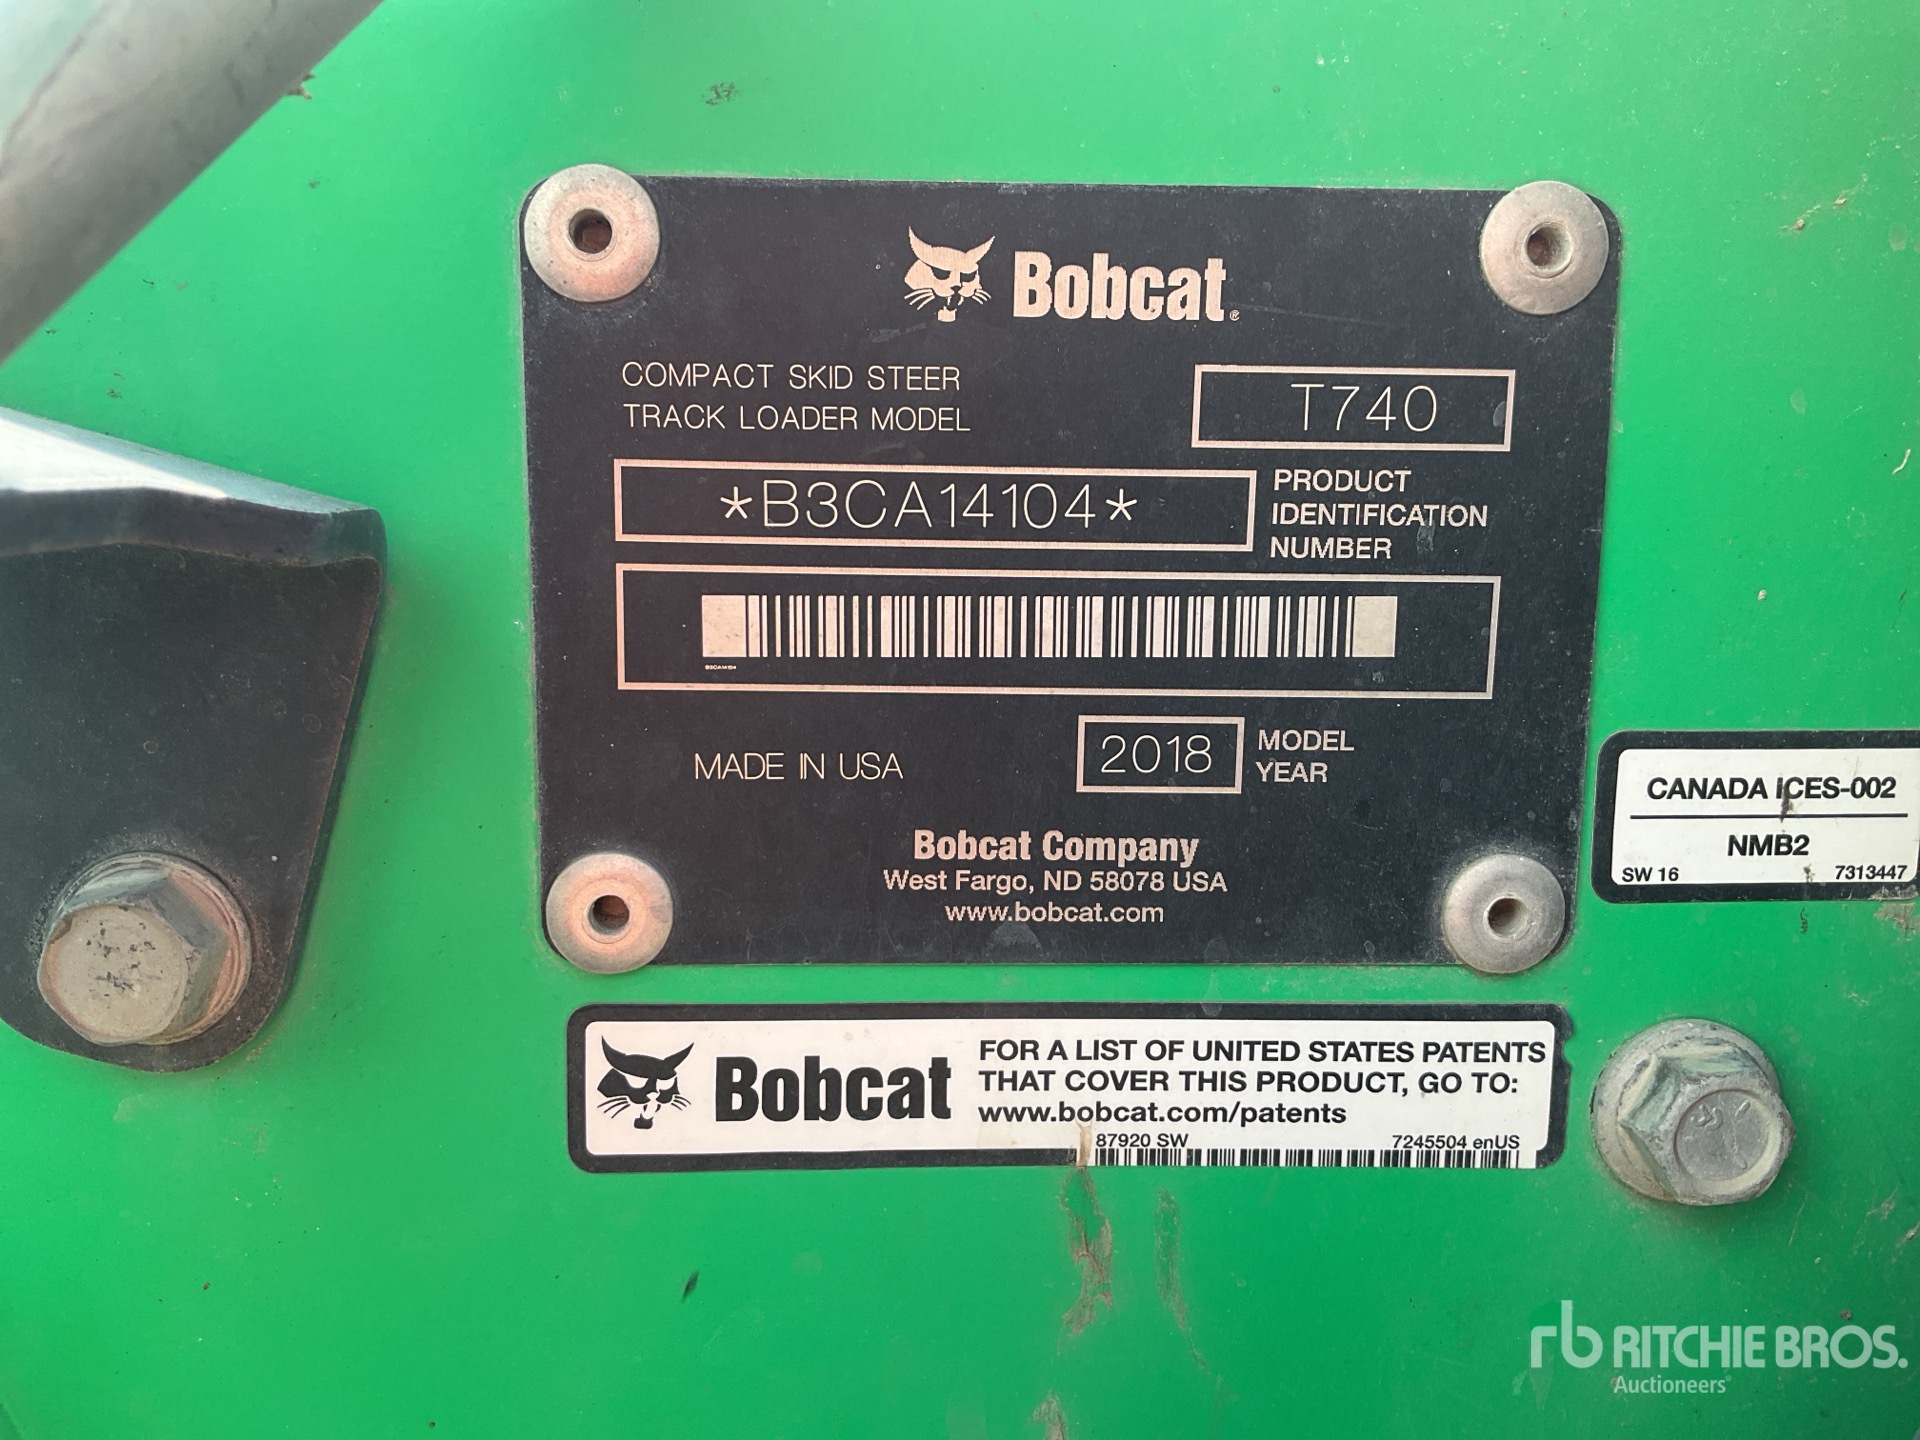 Bobcat®
COMPACT SKID STEER
TRACK LOADER MODEL
T740
*B3CA14104*
PRODUCT
IDENTIFICATION
NUMBER
B3CA14104
MADE IN USA
2018
MODEL
YEAR
Bobcat Company
West Fargo, ND 58078 USA
www.bobcat.com
CANADA ICES-002
NMB2
SW 16 7313447
Bobcat
FOR A LIST OF UNITED STATES PATENTS
THAT COVER THIS PRODUCT, GO TO:
www.bobcat.com/patents
87920 SW 7245504 enUS
rb RITCHIE BROS.
Auctioneers